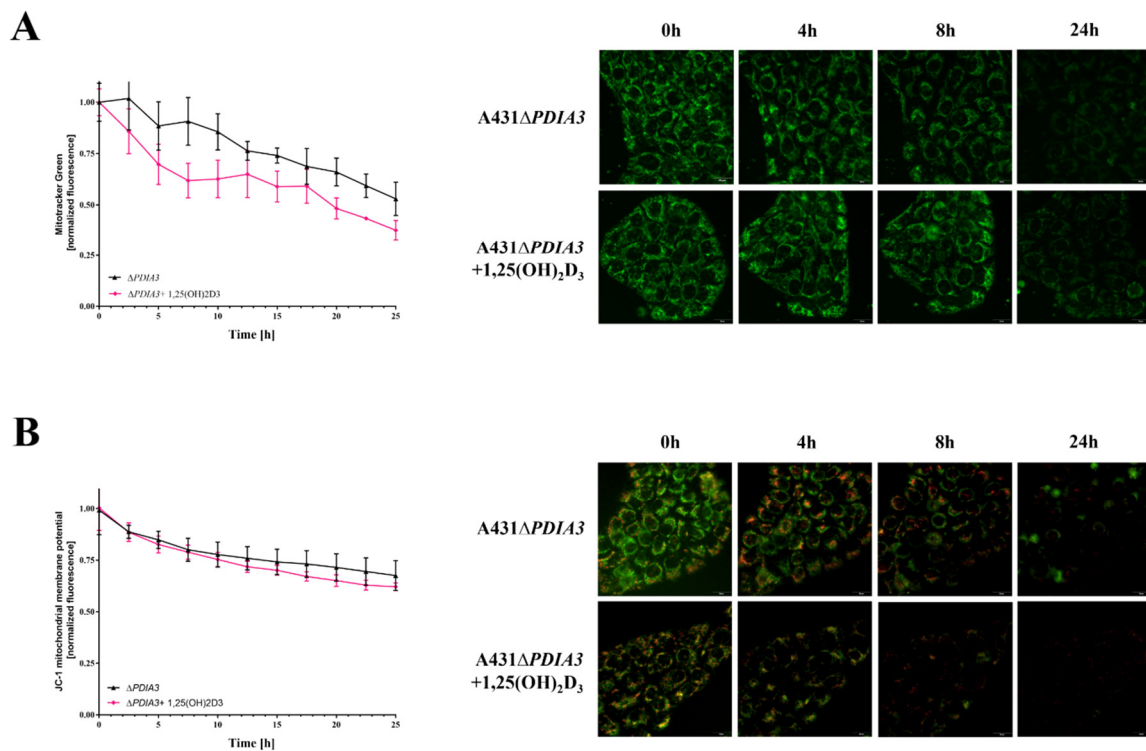 A
0h
4h
8h
24h
Mitotracker Green
[normalized fluorescence]
1,00
0,75
0,50
0,25
0,00
ΔPDIA3
ΔPDIA3+ 1,25(OH)2D3
0
5
10
15
20
25
Time [h]
A431ΔPDIA3
A431ΔPDIA3
+1,25(OH)₂D₃
B
0h
4h
8h
24h
JC-1 mitochondrial membrane potential
[normalized fluorescence]
1,00
0,75
0,50
0,25
0,00
ΔPDIA3
ΔPDIA3+ 1,25(OH)2D3
0
5
10
15
20
25
Time [h]
A431ΔPDIA3
A431ΔPDIA3
+1,25(OH)₂D₃